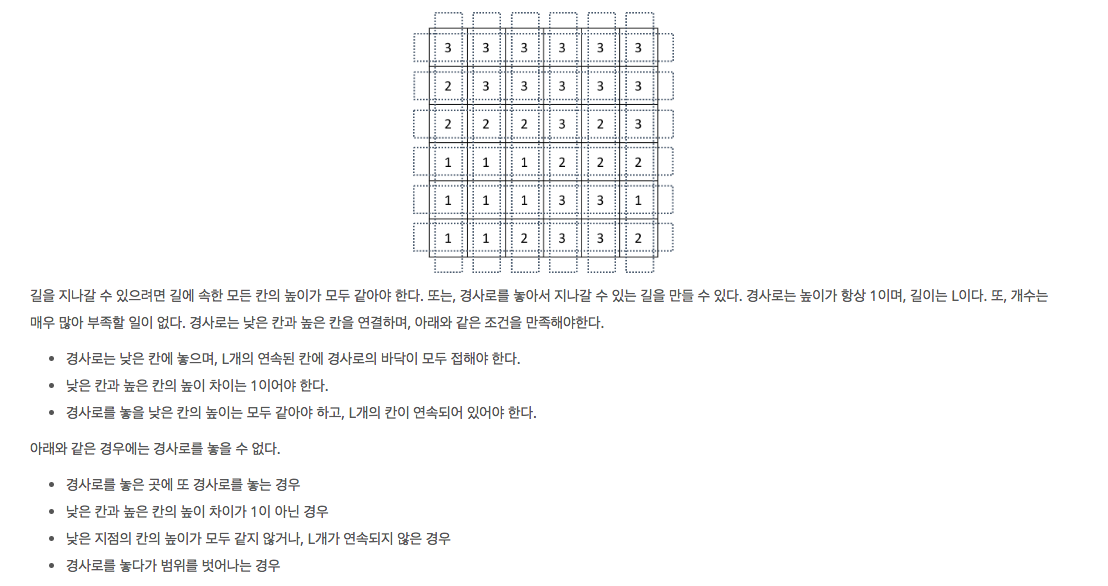 3 3 3 3 3 3
2 3 3 3 3 3
2 2 2 3 2 3
1 1 1 2 2 2
1 1 1 3 3 1
1 1 2 3 3 2
길을 지나갈 수 있으려면 길에 속한 모든 칸의 높이가 모두 같아야 한다. 또는, 경사로를 놓아서 지나갈 수 있는 길을 만들 수 있다. 경사로는 높이가 항상 1이며, 길이는 L이다. 또, 개수는
매우 많아 부족할 일이 없다. 경사로는 낮은 칸과 높은 칸을 연결하며, 아래와 같은 조건을 만족해야한다.
• 경사로는 낮은 칸에 놓으며, L개의 연속된 칸에 경사로의 바닥이 모두 접해야 한다.
• 낮은 칸과 높은 칸의 높이 차이는 1이어야 한다.
• 경사로를 놓을 낮은 칸의 높이는 모두 같아야 하고, L개의 칸이 연속되어 있어야 한다.
아래와 같은 경우에는 경사로를 놓을 수 없다.
• 경사로를 놓은 곳에 또 경사로를 놓는 경우
• 낮은 칸과 높은 칸의 높이 차이가 1이 아닌 경우
• 낮은 지점의 칸의 높이가 모두 같지 않거나, L개가 연속되지 않은 경우
• 경사로를 놓다가 범위를 벗어나는 경우